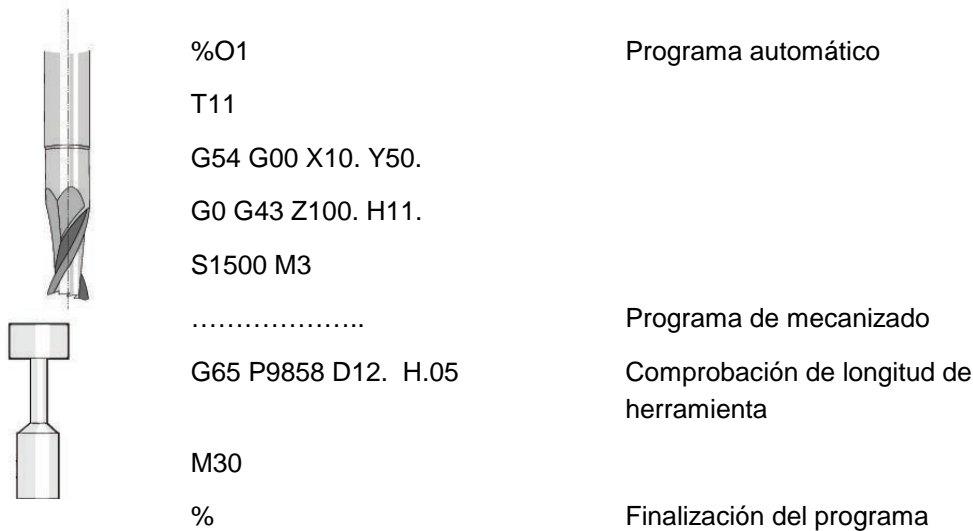 %O1 Programa automático
T11
G54 G00 X10. Y50.
G0 G43 Z100. H11.
S1500 M3
……………….. Programa de mecanizado
G65 P9858 D12. H.05 Comprobación de longitud de
herramienta
M30
% Finalización del programa